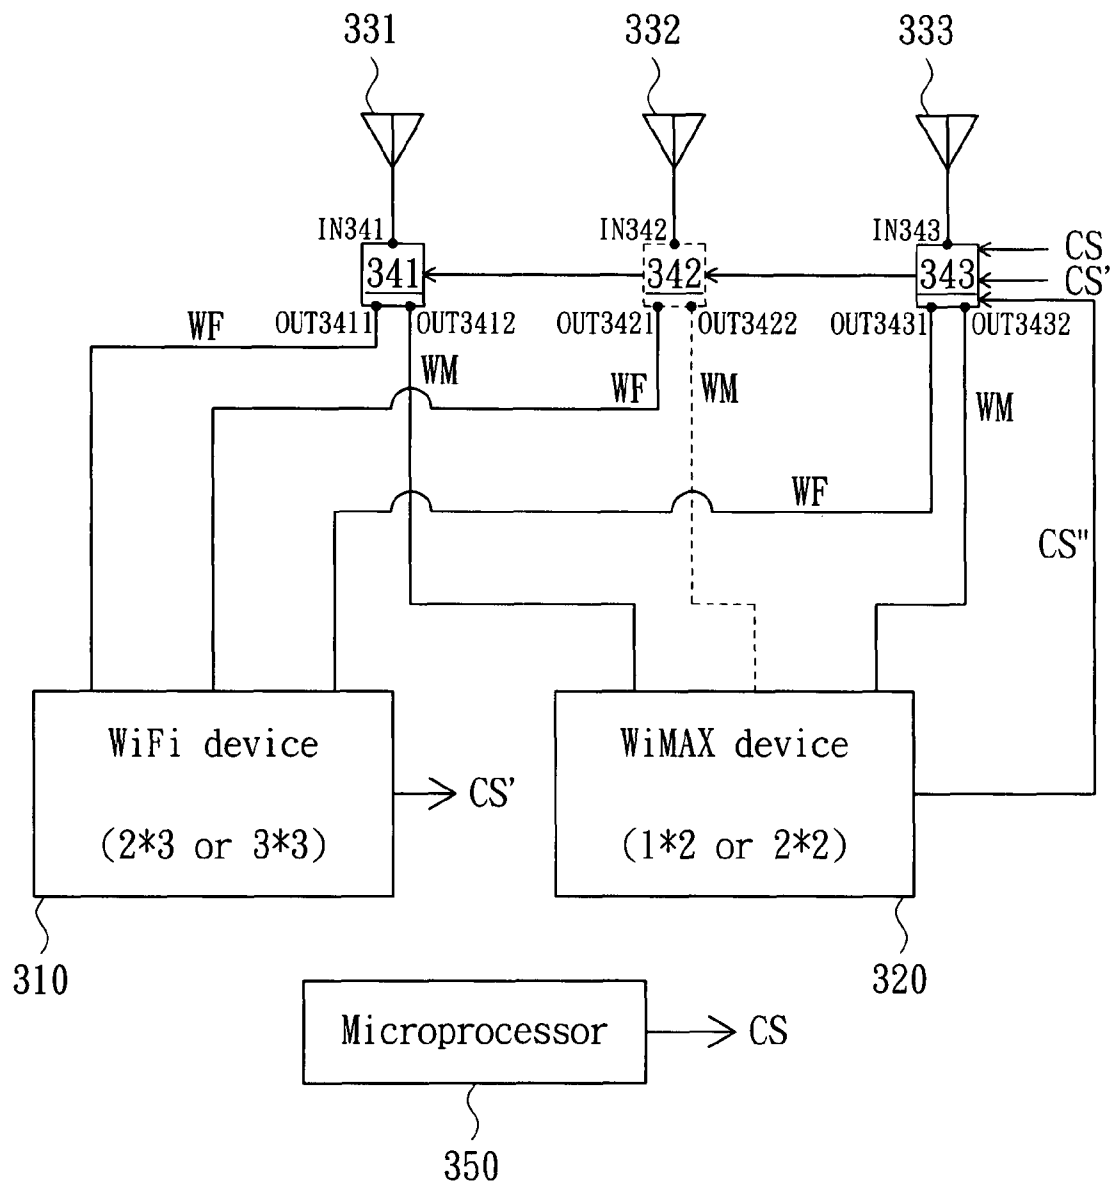 331 332 333
IN341 IN342 IN343
341 342 343 CS
CS'
OUT3411 OUT3412 OUT3421 OUT3422 OUT3431 OUT3432
WF WM WF WM WM
WF
CS"
WiFi device
(2*3 or 3*3)
CS'
WiMAX device
(1*2 or 2*2)
310 320
Microprocessor CS
350